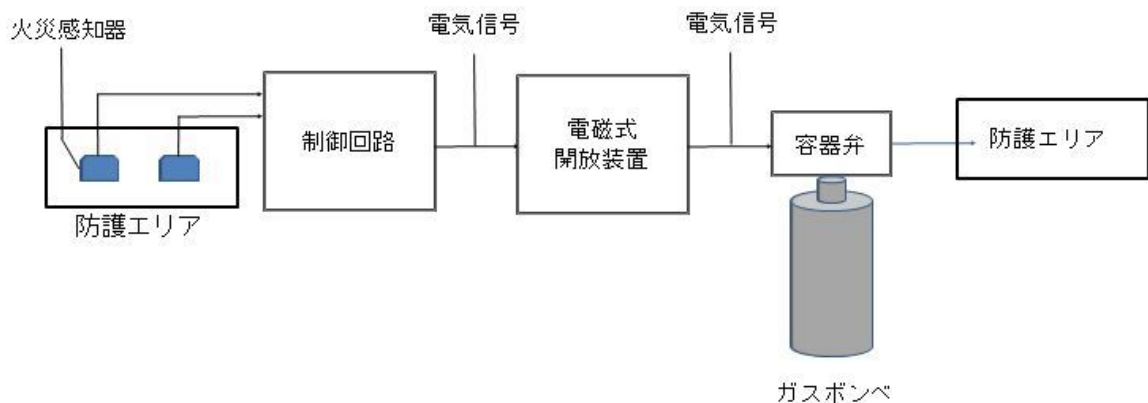 火災感知器
電気信号
電気信号
制御回路
電磁式
開放装置
容器弁
防護エリア
防護エリア
ガスボンベ